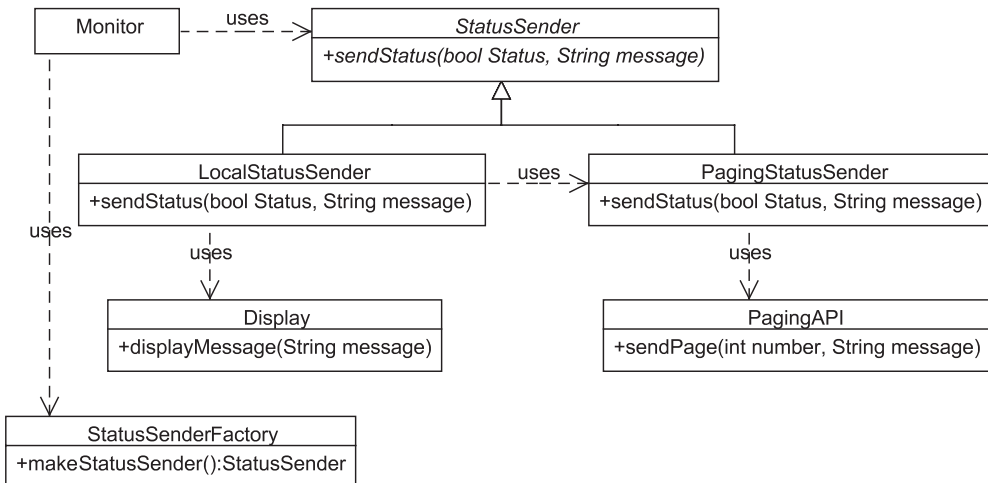 Monitor
uses
StatusSender
+sendStatus(bool Status, String message)
LocalStatusSender
+sendStatus(bool Status, String message)
uses
PagingStatusSender
+sendStatus(bool Status, String message)
uses
uses
uses
Display
+displayMessage(String message)
PagingAPI
+sendPage(int number, String message)
StatusSenderFactory
+makeStatusSender():StatusSender